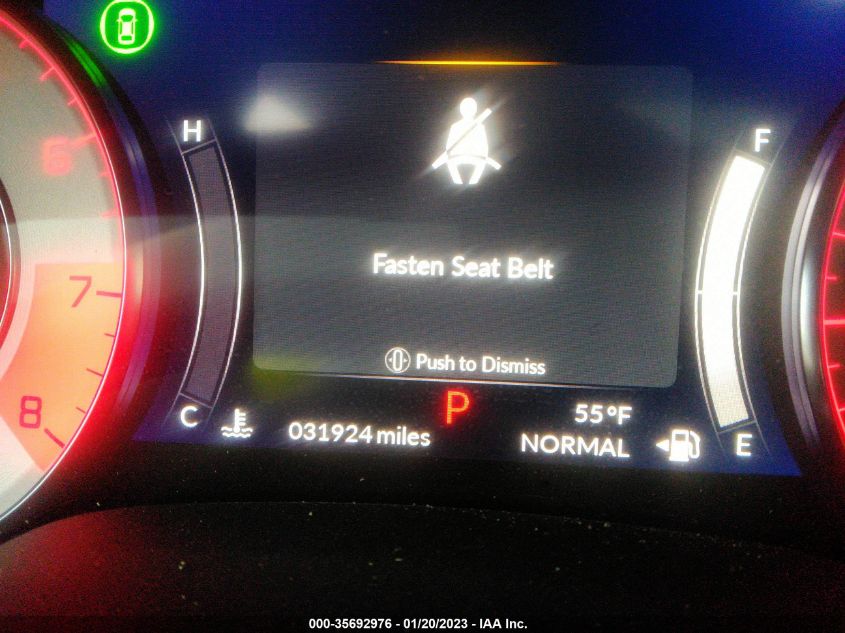 H
F
6
Fasten Seat Belt
7
Push to Dismiss
8
C
P
55°F
031924 miles
NORMAL
E
000-35692976 - 01/20/2023 - IAA Inc.